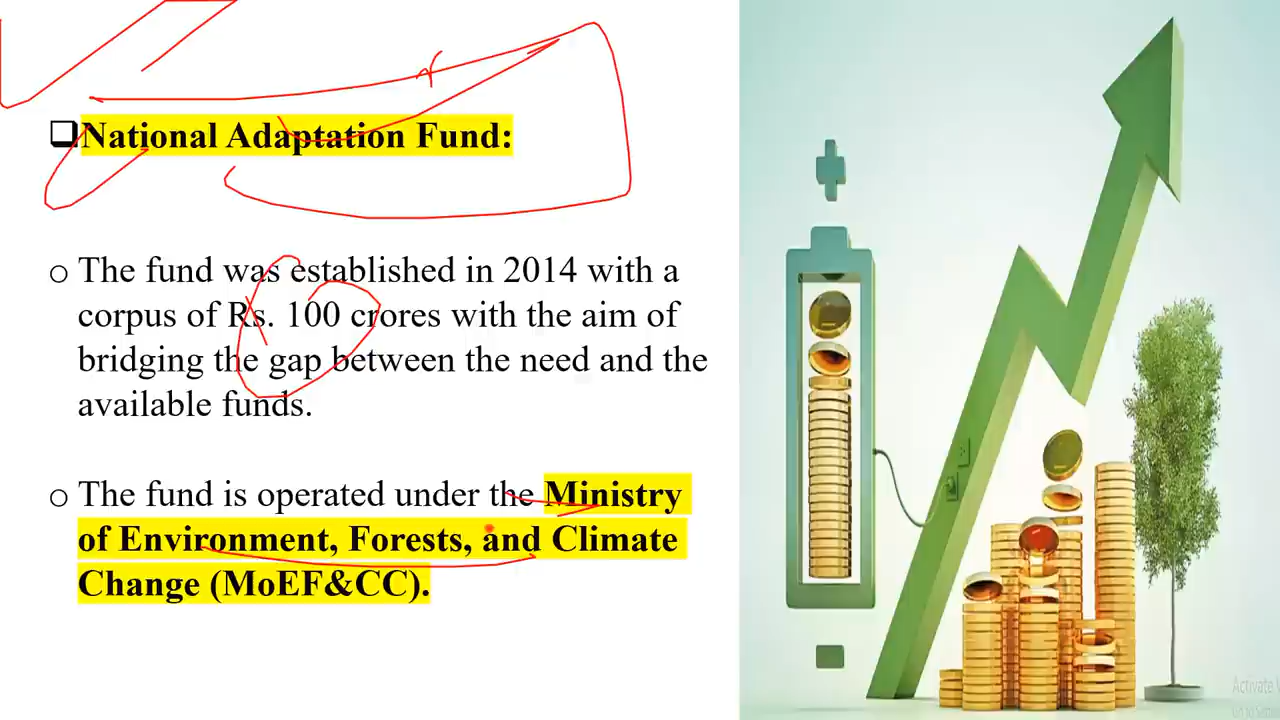 National Adaptation Fund:
o The fund was established in 2014 with a
corpus of Rs. 100 crores with the aim of
bridging the gap between the need and the
available funds.
o The fund is operated under the Ministry
of Environment, Forests, and Climate
Change (MoEF&CC).
Activate